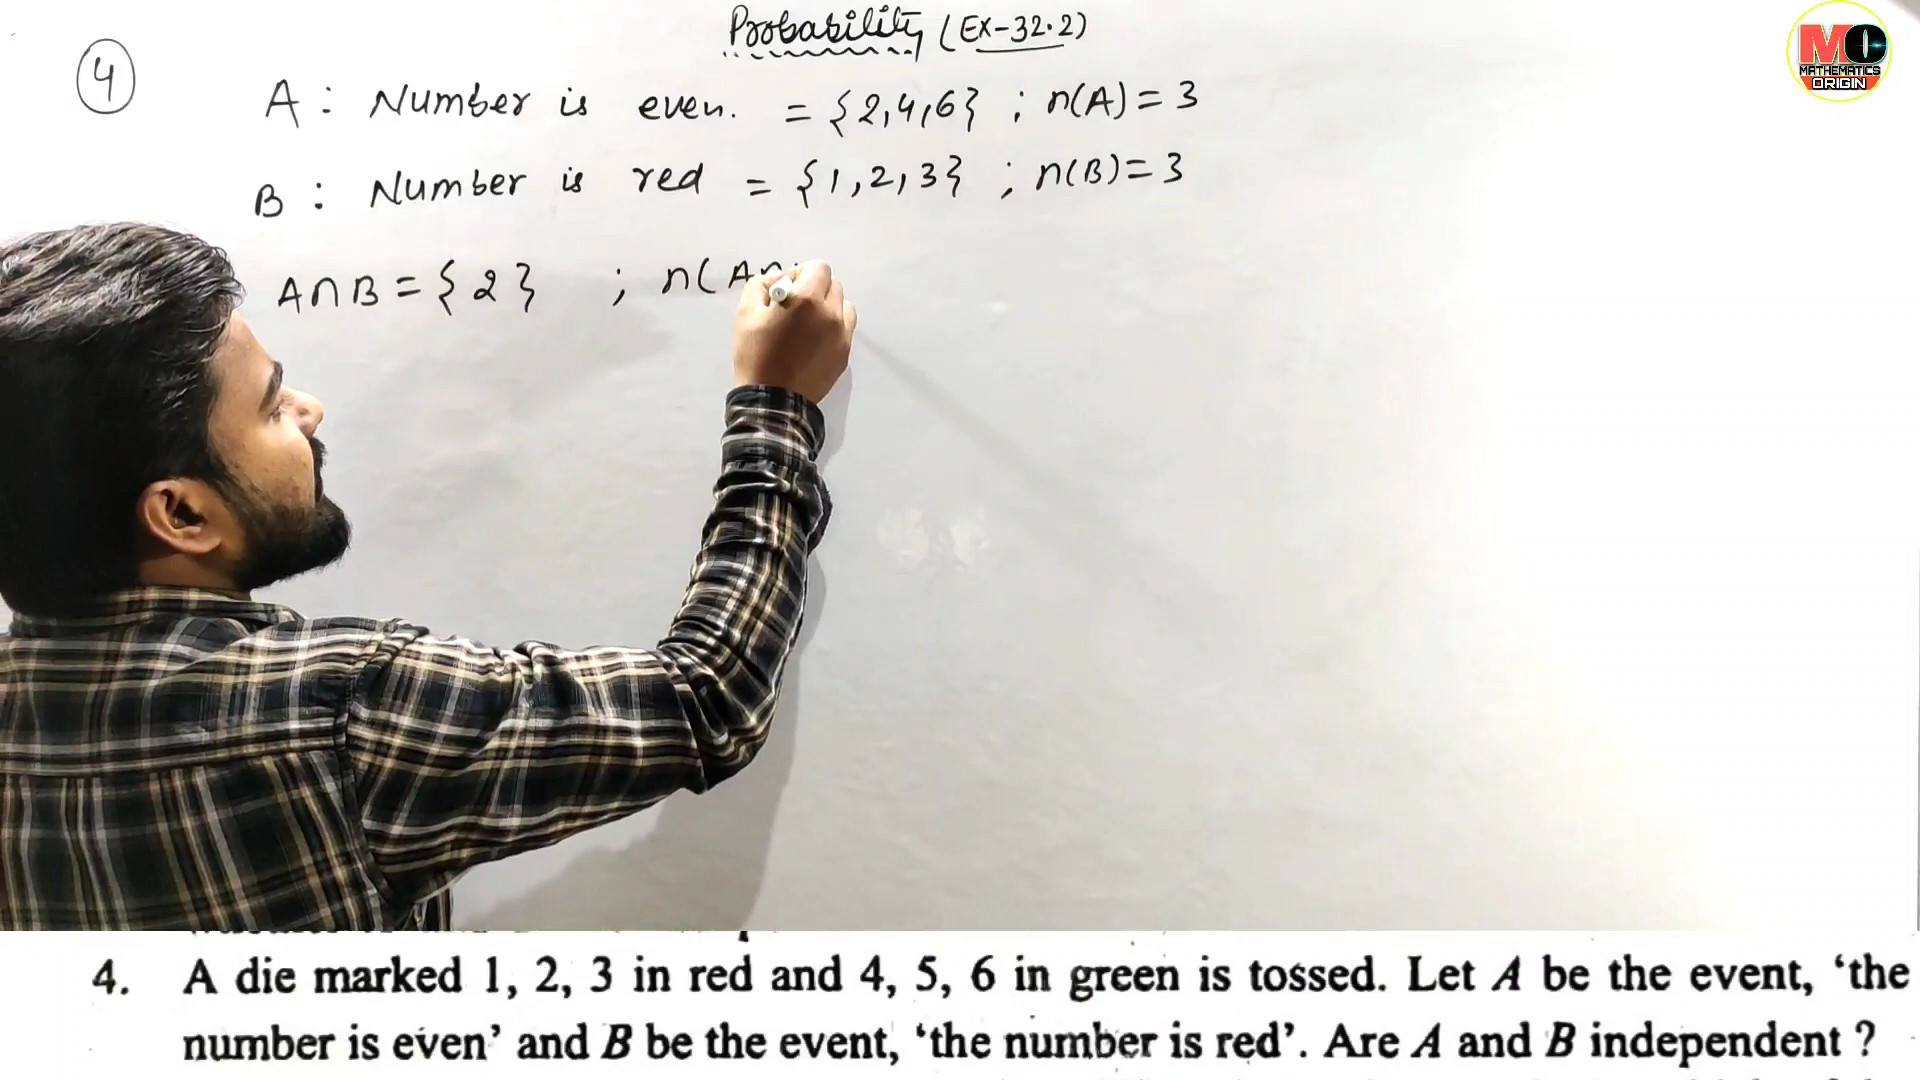 Probability (EX-32.2)
MO
MATHEMATICS
ORIGIN
4
A : Number is even. = {2,4,6} ; n(A) = 3
B : Number is red = {1,2,3} ; n(B) = 3
A∩B = {2} ; n(A∩
4. A die marked 1, 2, 3 in red and 4, 5, 6 in green is tossed. Let A be the event, ‘the
number is even’ and B be the event, ‘the number is red’. Are A and B independent ?